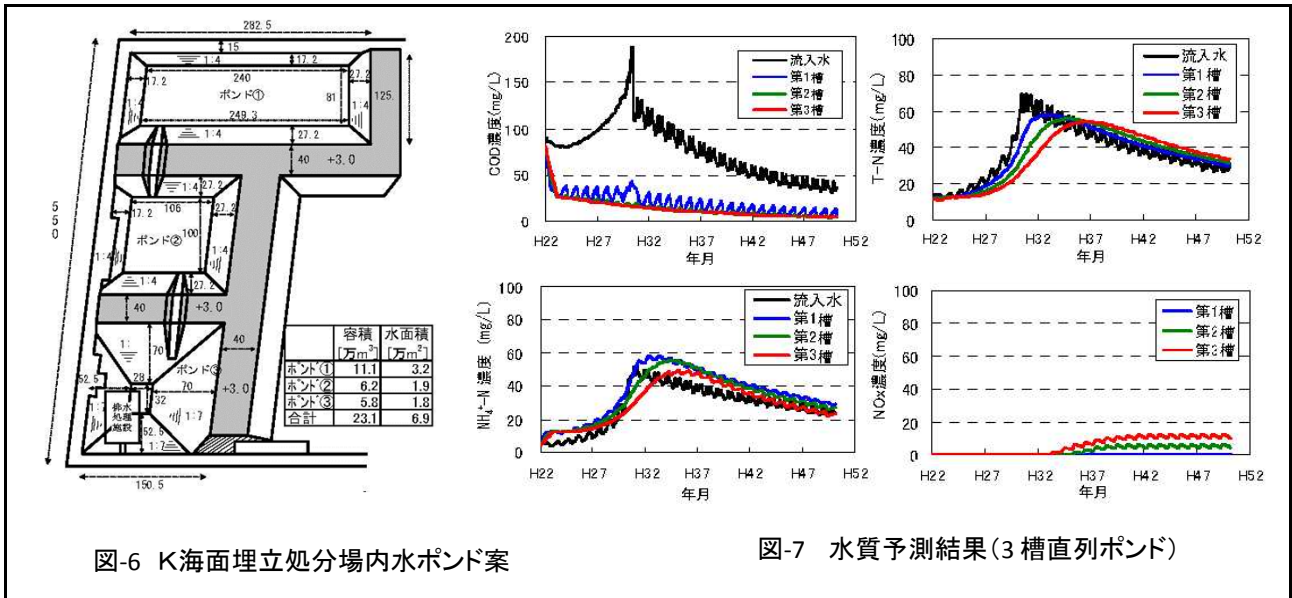 282.5
15
1:4
17.2
17.2
240
27.2
1:4
ポンド①
81
1:4
125.
249.3
1:4
27.2
40
+3.0
1:4
27.2
550
17.2
106
27.2
ポンド②
100
1:4
1:4
1:4
27.2
40
+3.0
容積
[万m³]
水面積
[万m²]
ポンド①
11.1
3.2
ポンド②
6.2
1.9
ポンド③
5.8
1.8
合計
23.1
6.9
1:
70
ポンド③
40
52.5
28
70
+3.0
1:7
32
1:7
排水
処理
施設
52.5
1:7
150.5
図-6 K海面埋立処分場内水ポンド案
COD濃度(mg/L)
200
150
100
50
0
H22 H27 H32 H37 H42 H47 H52
年月
流入水
第1槽
第2槽
第3槽
T-N濃度(mg/L)
100
80
60
40
20
0
H22 H27 H32 H37 H42 H47 H52
年月
流入水
第1槽
第2槽
第3槽
NH₄⁺-N 濃度 (mg/L)
100
80
60
40
20
0
H22 H27 H32 H37 H42 H47 H52
年月
流入水
第1槽
第2槽
第3槽
NOx濃度(mg/L)
100
80
60
40
20
0
H22 H27 H32 H37 H42 H47 H52
年月
第1槽
第2槽
第3槽
図-7 水質予測結果(3槽直列ポンド)